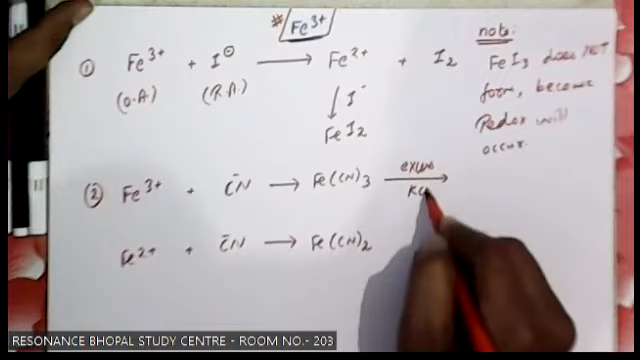 # Fe³⁺
① Fe³⁺ + I⊖ ⟶ Fe²⁺ + I₂
(O.A) (R.A.)
↓ I⁻
FeI₂
note:
FeI₃ does NOT
form, because
Redox will
occur.
② Fe³⁺ + C̄N ⟶ Fe(CN)₃ excess ⟶
KC
Fe²⁺ + C̄N ⟶ Fe(CN)₂
RESONANCE BHOPAL STUDY CENTRE - ROOM NO.- 203